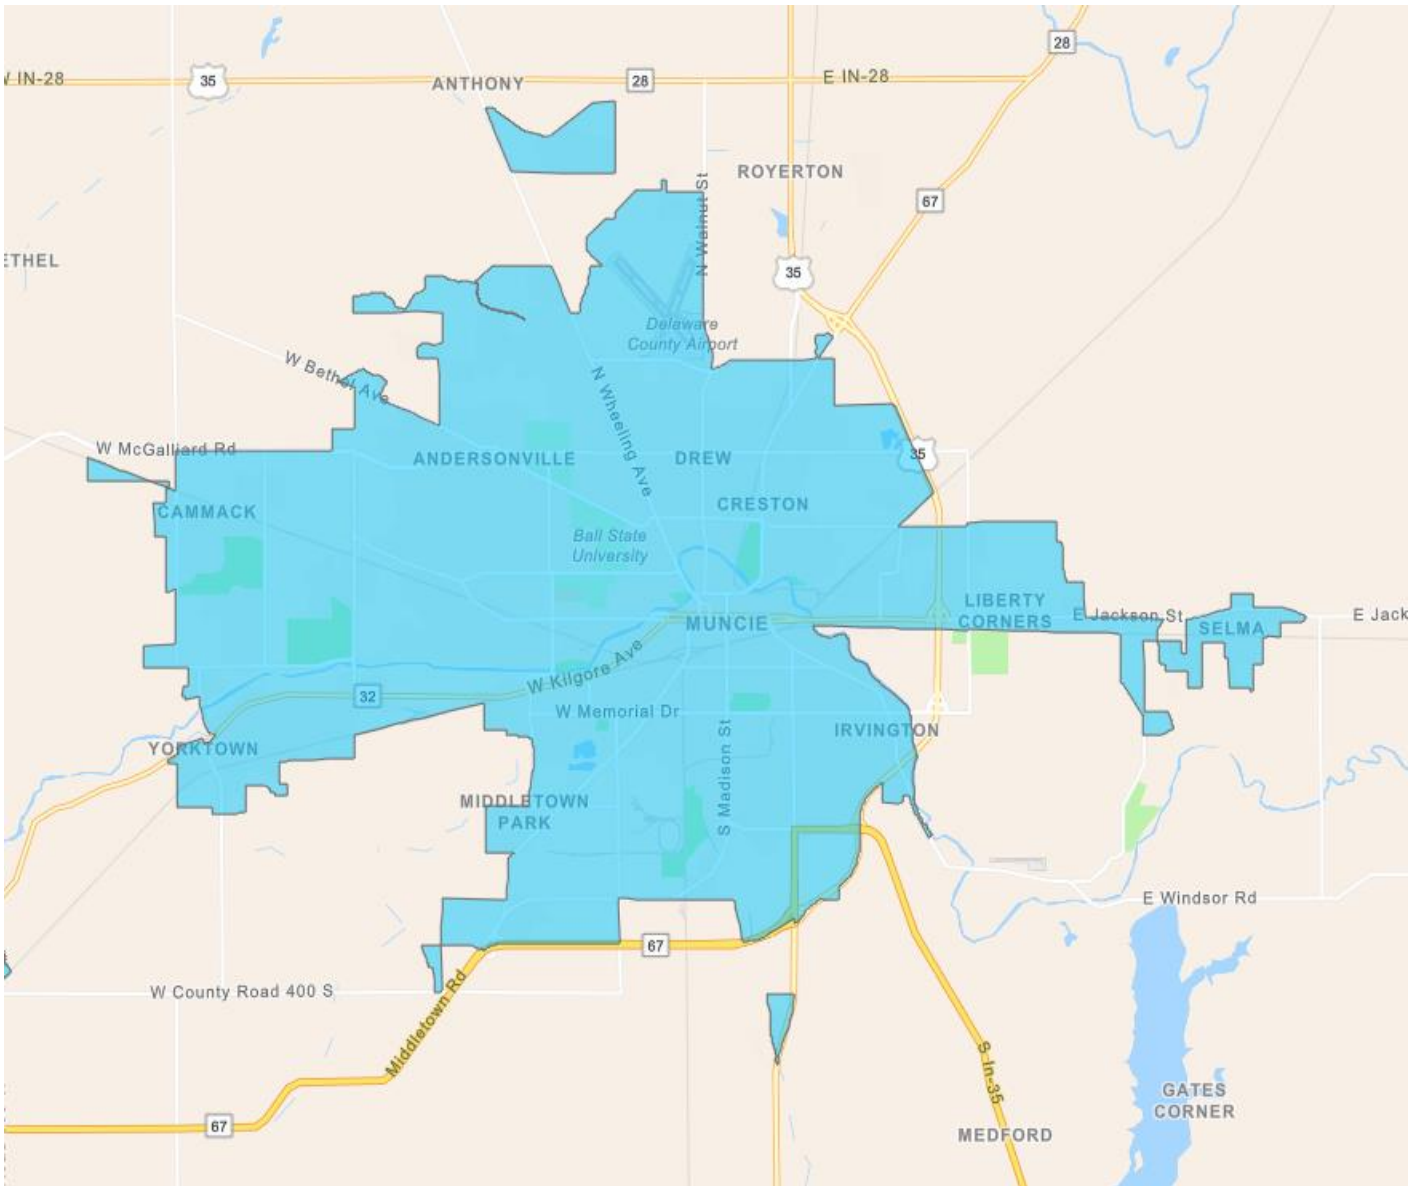 28
W IN-28
35
ANTHONY
28
E IN-28
ROYERTON
67
N Walnut St
ETHEL
35
Delaware
County Airport
W Bethel Ave
N Wheeling Ave
W McGalliard Rd
ANDERSONVILLE
DREW
35
CAMMACK
CRESTON
Ball State
University
LIBERTY
CORNERS
E Jackson St
E Jack
MUNCIE
SELMA
W Kilgore Ave
32
W Memorial Dr
IRVINGTON
YORKTOWN
S Madison St
MIDDLETOWN
PARK
E Windsor Rd
67
W County Road 400 S
Middletown Rd
S In-35
GATES
CORNER
67
MEDFORD